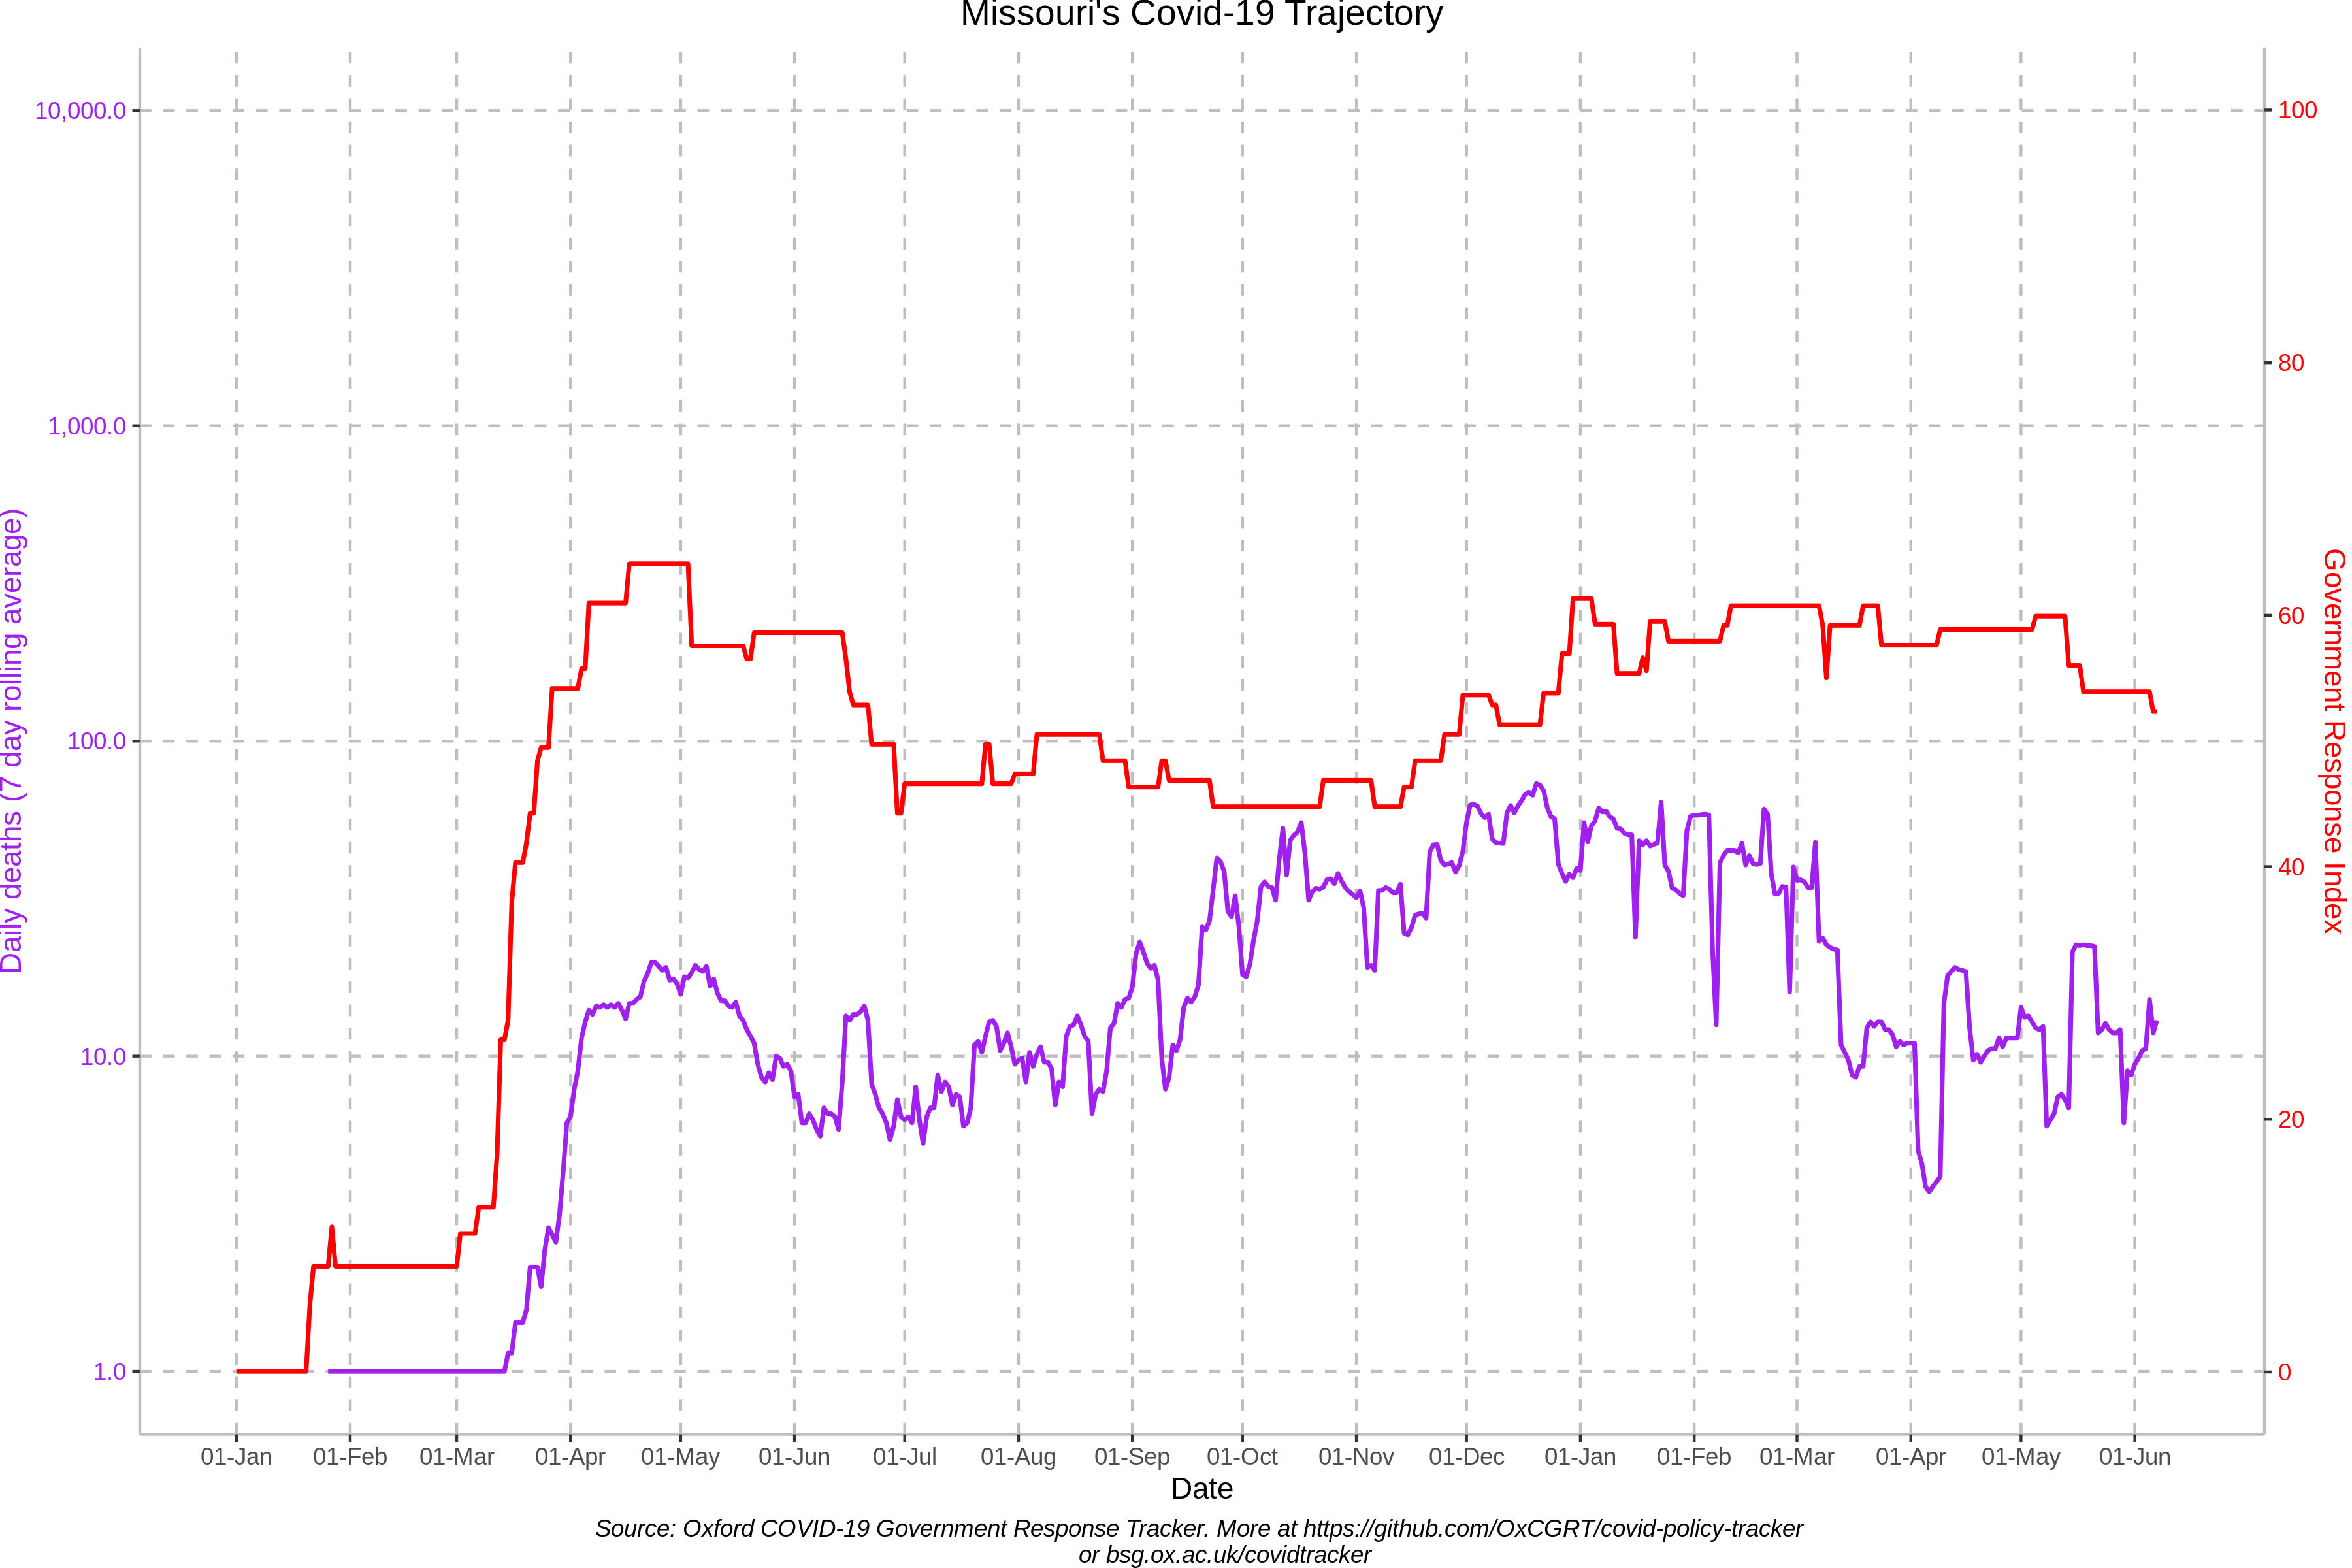 Missouri's Covid-19 Trajectory
10,000.0
1,000.0
100.0
10.0
1.0
Daily deaths (7 day rolling average)
100
80
60
40
20
0
Government Response Index
01-Jan 01-Feb 01-Mar 01-Apr 01-May 01-Jun 01-Jul 01-Aug 01-Sep 01-Oct 01-Nov 01-Dec 01-Jan 01-Feb 01-Mar 01-Apr 01-May 01-Jun
Date
Source: Oxford COVID-19 Government Response Tracker. More at https://github.com/OxCGRT/covid-policy-tracker
or bsg.ox.ac.uk/covidtracker